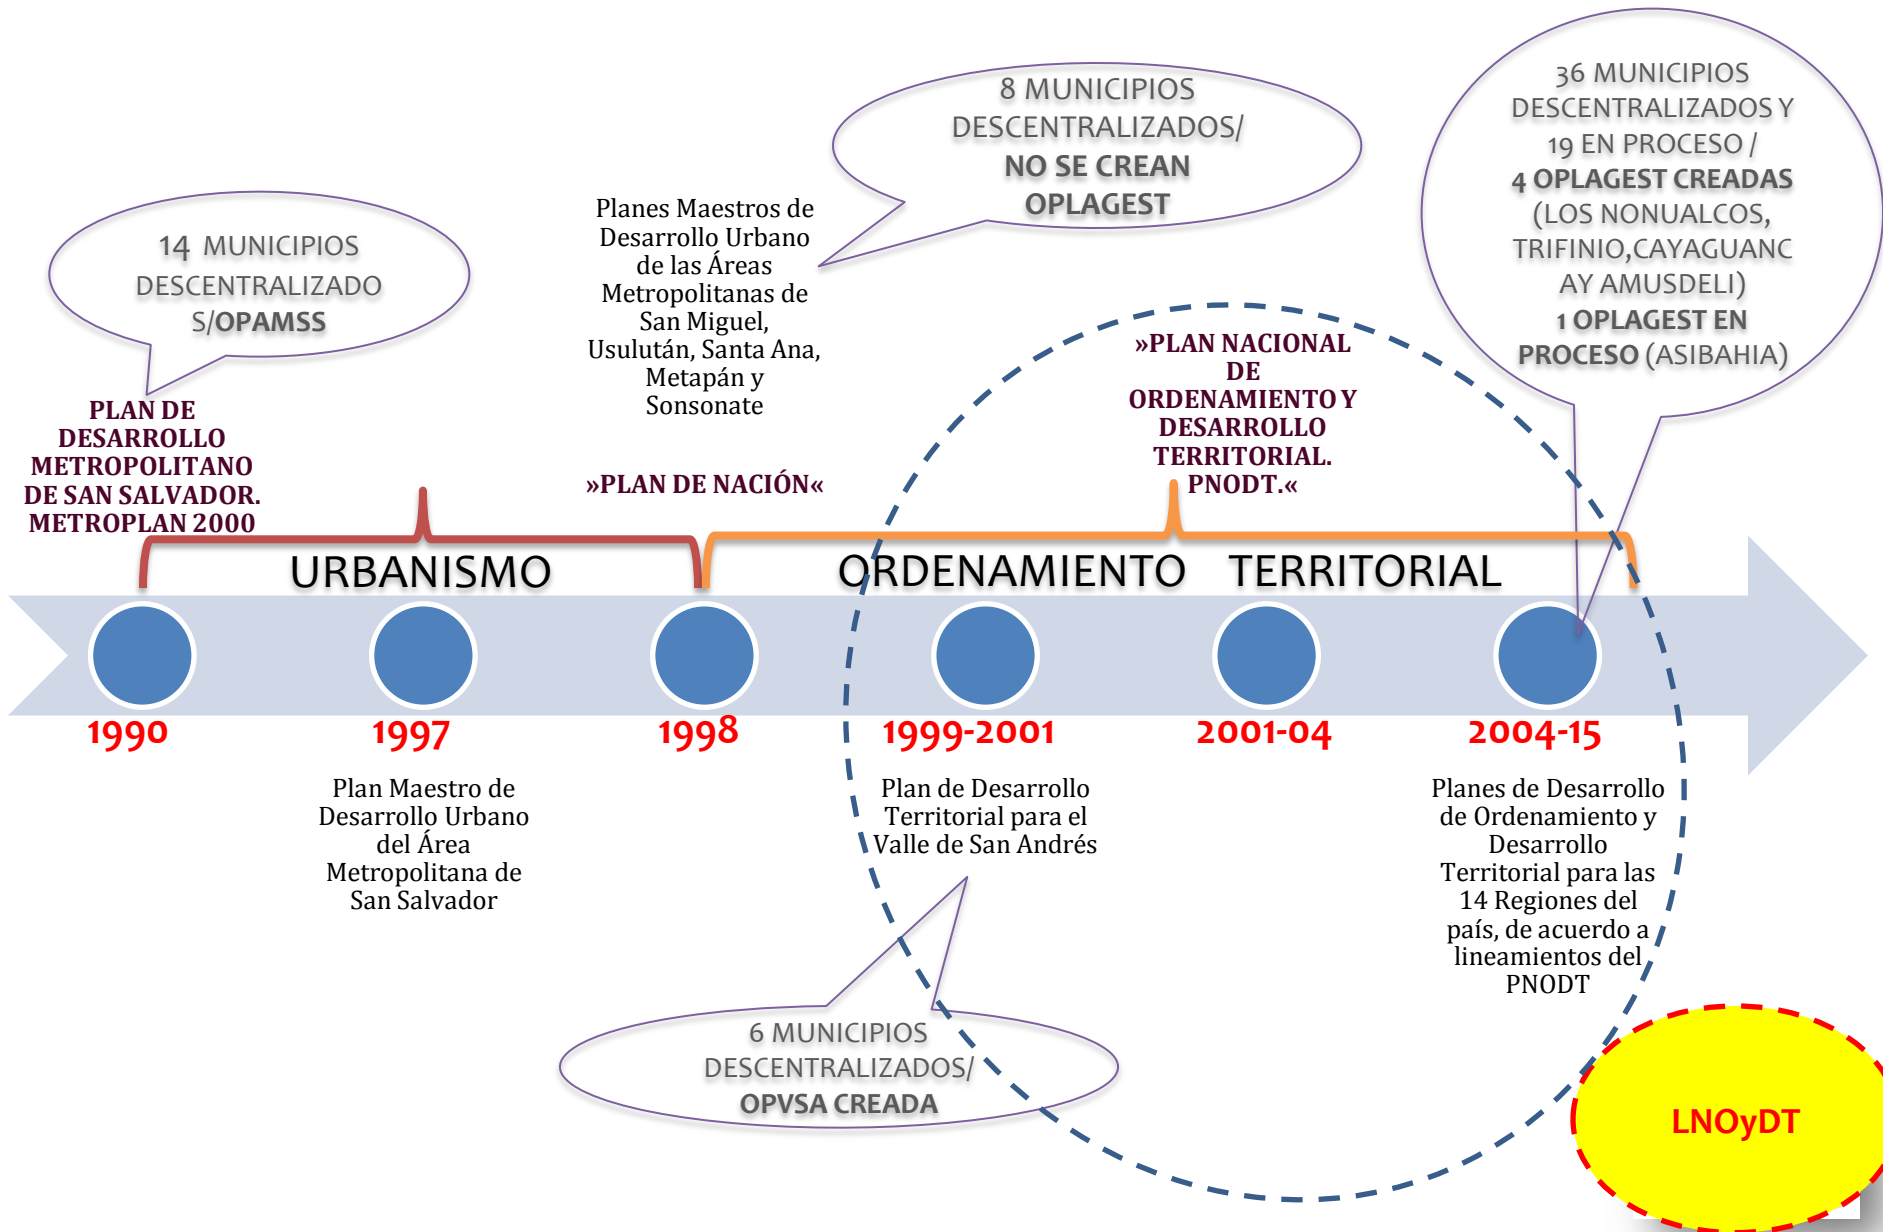 14 MUNICIPIOS
DESCENTRALIZADO
S/OPAMSS
PLAN DE
DESARROLLO
METROPOLITANO
DE SAN SALVADOR.
METROPLAN 2000
Planes Maestros de
Desarrollo Urbano
de las Áreas
Metropolitanas de
San Miguel,
Usulután, Santa Ana,
Metapán y
Sonsonate
»PLAN DE NACIÓN«
8 MUNICIPIOS
DESCENTRALIZADOS/
NO SE CREAN
OPLAGEST
»PLAN NACIONAL
DE
ORDENAMIENTO Y
DESARROLLO
TERRITORIAL.
PNODT.«
36 MUNICIPIOS
DESCENTRALIZADOS Y
19 EN PROCESO /
4 OPLAGEST CREADAS
(LOS NONUALCOS,
TRIFINIO,CAYAGUANC
AY AMUSDELI)
1 OPLAGEST EN
PROCESO (ASIBAHIA)
URBANISMO
ORDENAMIENTO TERRITORIAL
1990
1997
1998
1999-2001
2001-04
2004-15
Plan Maestro de
Desarrollo Urbano
del Área
Metropolitana de
San Salvador
Plan de Desarrollo
Territorial para el
Valle de San Andrés
Planes de Desarrollo
de Ordenamiento y
Desarrollo
Territorial para las
14 Regiones del
país, de acuerdo a
lineamientos del
PNODT
6 MUNICIPIOS
DESCENTRALIZADOS/
OPVSA CREADA
LNOyDT